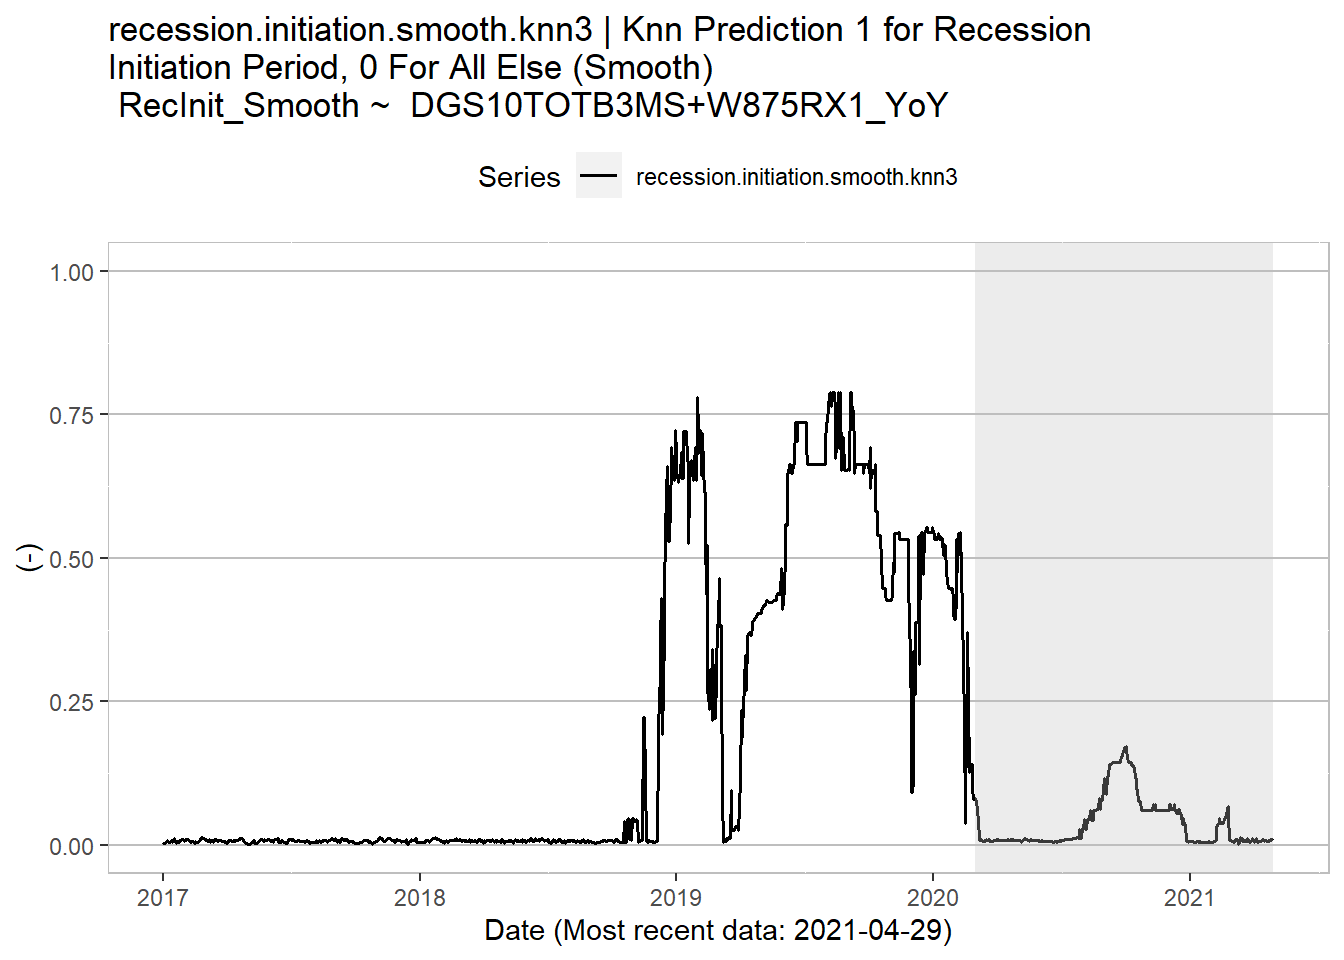 recession.initiation.smooth.knn3 | Knn Prediction 1 for Recession
Initiation Period, 0 For All Else (Smooth)
RecInit_Smooth ~  DGS10TOTB3MS+W875RX1_YoY
Series recession.initiation.smooth.knn3
1.00
0.75
0.50
0.25
0.00
(-)
2017 2018 2019 2020 2021
Date (Most recent data: 2021-04-29)